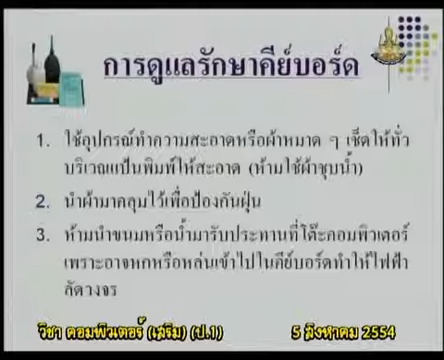 การดูแลรักษาคีย์บอร์ด
1. ใช้อุปกรณ์ทำความสะอาดหรือผ้าหมาด ๆ เช็ดให้ทั่ว
บริเวณแป้นพิมพ์ให้สะอาด (ห้ามใช้ผ้าชุบน้ำ)
2. นำผ้ามาคลุมไว้เพื่อป้องกันฝุ่น
3. ห้ามนำขนมหรือน้ำมารับประทานที่โต๊ะคอมพิวเตอร์
เพราะอาจหกหรือหล่นเข้าไปในคีย์บอร์ดทำให้ไฟฟ้า
ลัดวงจร
วิชา คอมพิวเตอร์ (เสริม) (ป.1) 5 สิงหาคม 2554